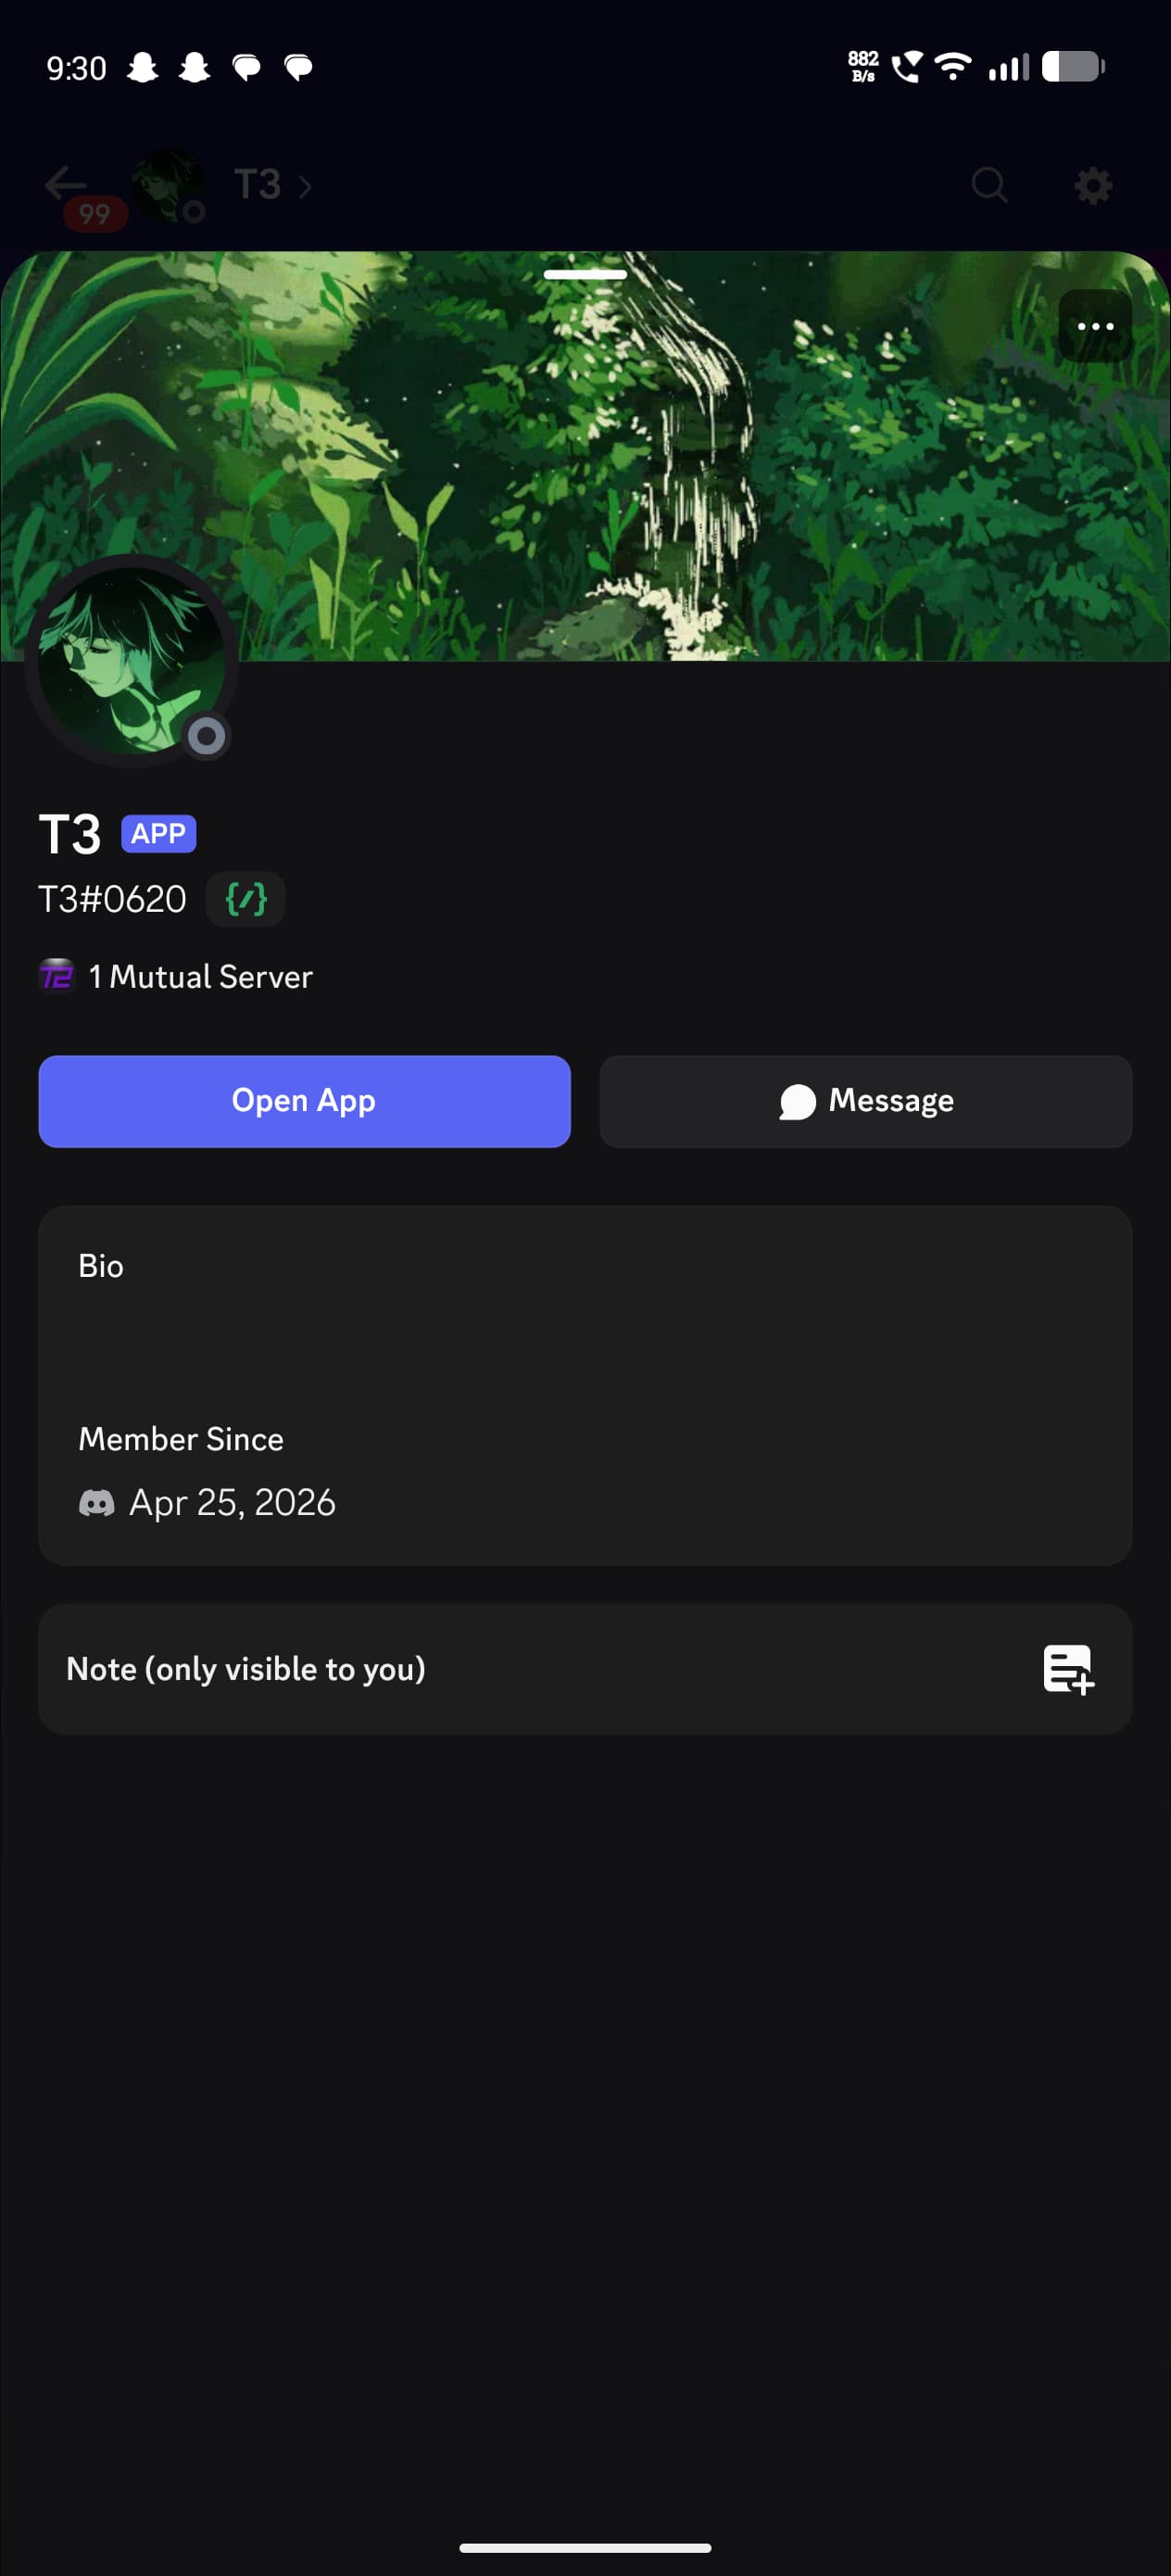 9:30
882
B/s
T3
99
T3 APP
T3#0620
T2 1 Mutual Server
Open App
Message
Bio
Member Since
Apr 25, 2026
Note (only visible to you)